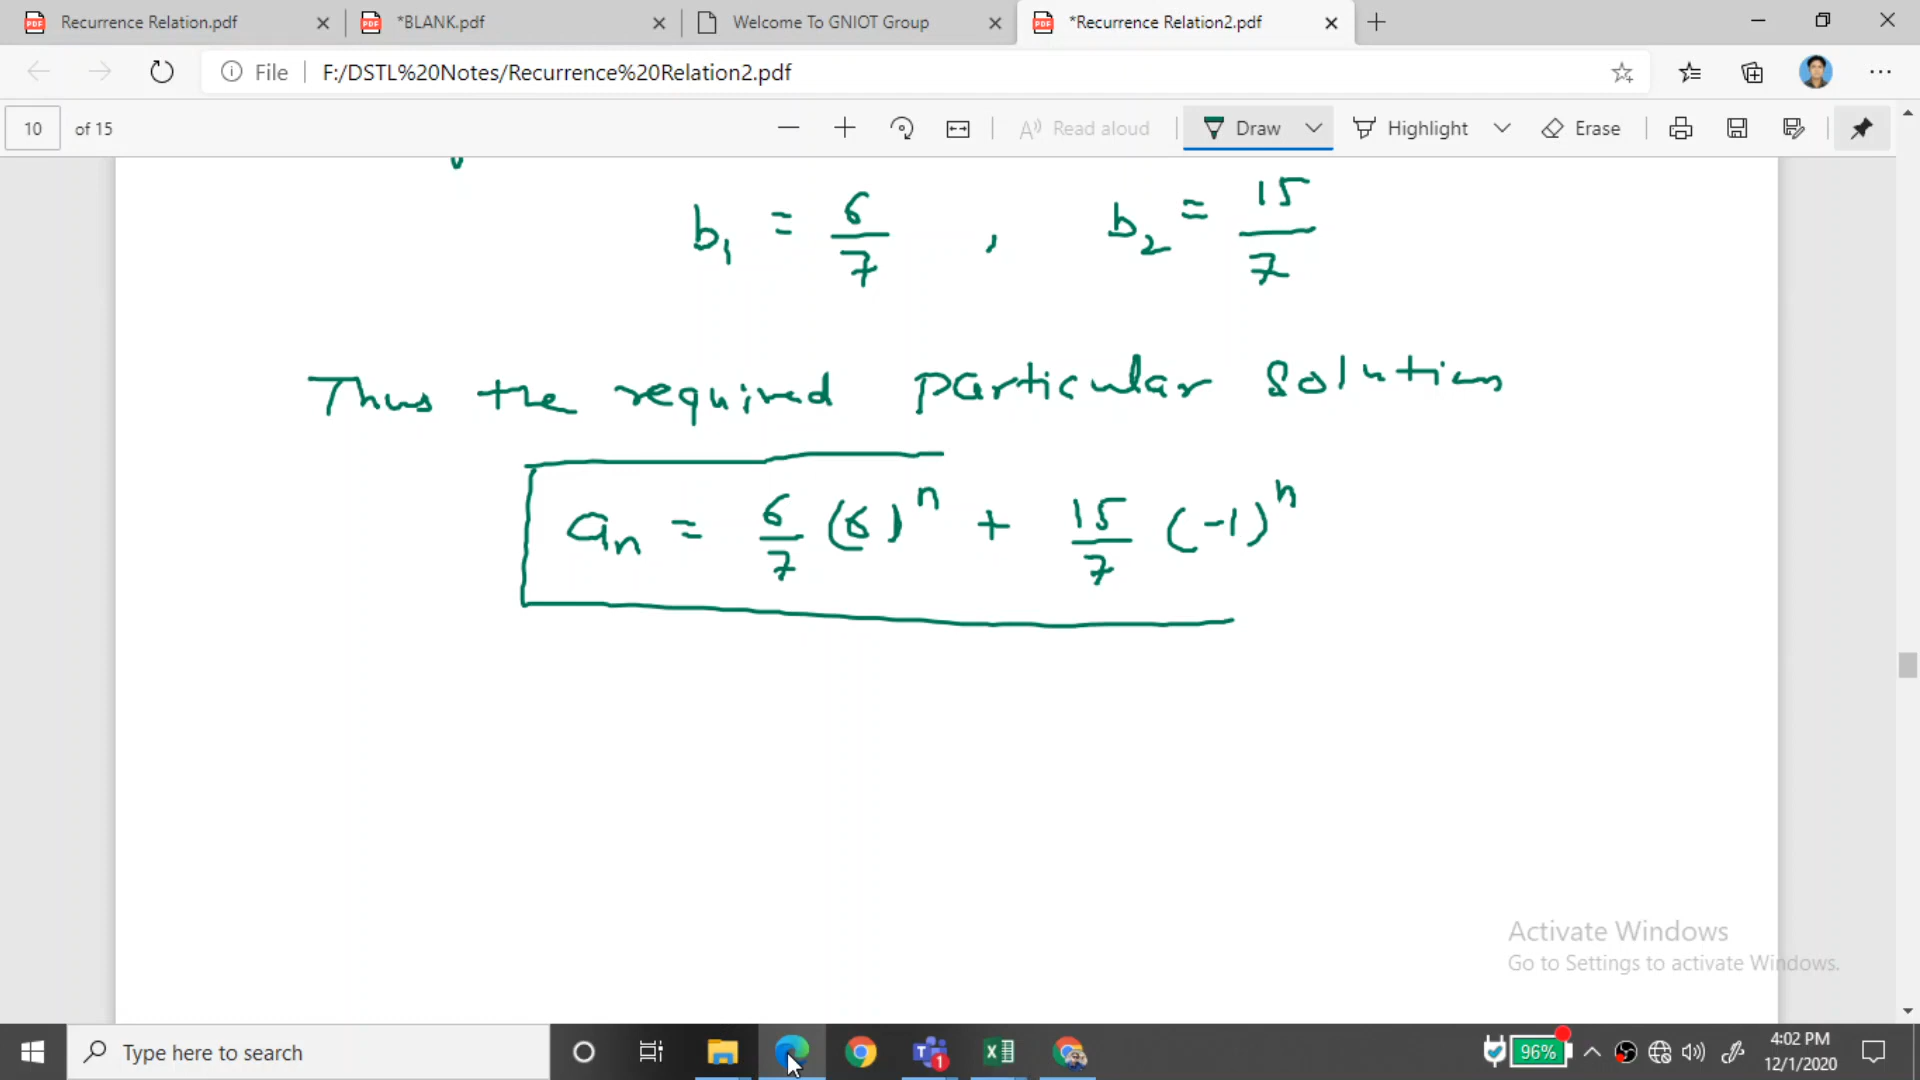 Recurrence Relation.pdf *BLANK.pdf Welcome To GNIOT Group *Recurrence Relation2.pdf
File F:/DSTL%20Notes/Recurrence%20Relation2.pdf
10 of 15 Read aloud Draw Highlight Erase
b₁ = 6/7 , b₂ = 15/7
Thus the required particular solution
aₙ = 6/7 (6)ⁿ + 15/7 (-1)ⁿ
Activate Windows
Go to Settings to activate Windows.
Type here to search 1 96% 4:02 PM
12/1/2020